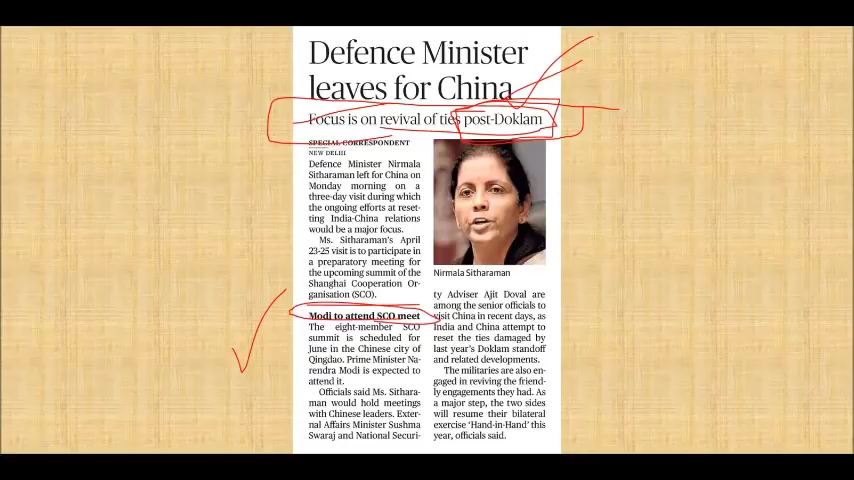 Defence Minister
leaves for China
Focus is on revival of ties post-Doklam
SPECIAL CORRESPONDENT
NEW DELHI
Defence Minister Nirmala
Sitharaman left for China on
Monday morning on a
three-day visit during which
the ongoing efforts at reset-
ting India-China relations
would be a major focus.
Ms. Sitharaman's April
23-25 visit is to participate in
a preparatory meeting for
the upcoming summit of the
Shanghai Cooperation Or-
ganisation (SCO).
Modi to attend SCO meet
The eight-member SCO
summit is scheduled for
June in the Chinese city of
Qingdao. Prime Minister Na-
rendra Modi is expected to
attend it.
Officials said Ms. Sithara-
man would hold meetings
with Chinese leaders. Exter-
nal Affairs Minister Sushma
Swaraj and National Securi-
Nirmala Sitharaman
ty Adviser Ajit Doval are
among the senior officials to
visit China in recent days, as
India and China attempt to
reset the ties damaged by
last year's Doklam standoff
and related developments.
The militaries are also en-
gaged in reviving the friend-
ly engagements they had. As
a major step, the two sides
will resume their bilateral
exercise 'Hand-in-Hand' this
year, officials said.